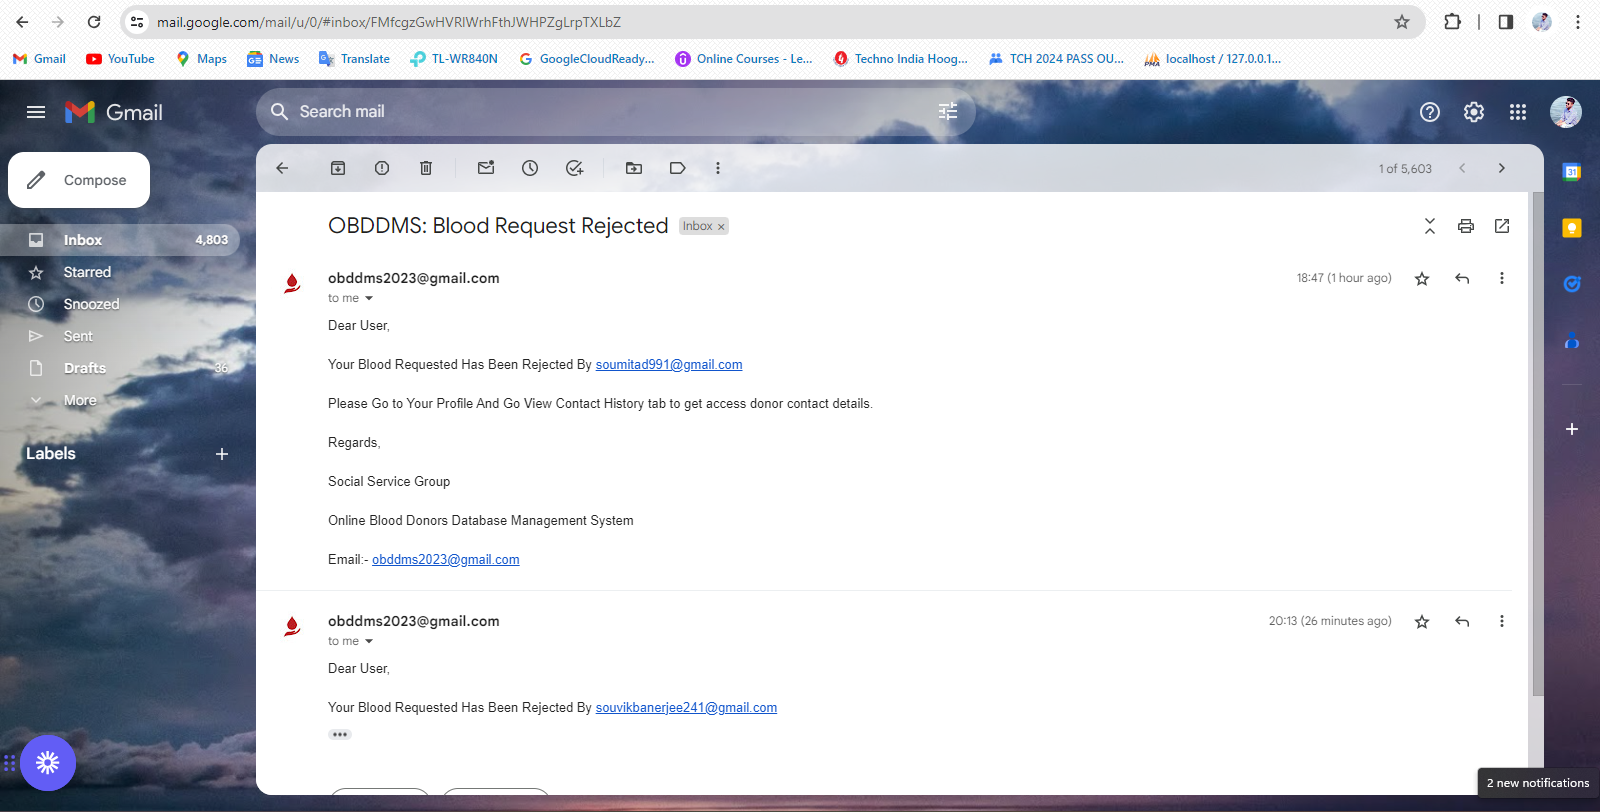 mail.google.com/mail/u/0/#inbox/FMfcgzGwHVRlWrhFthJWHPZgLrpTXLbZ
Gmail YouTube Maps News Translate TL-WR840N GoogleCloudReady... Online Courses - Le... Techno India Hoog... TCH 2024 PASS OU... localhost / 127.0.0.1...
Gmail
Search mail
Compose
1 of 5,603
Inbox 4,803
Starred
Snoozed
Sent
Drafts 36
More
Labels
OBDDMS: Blood Request Rejected Inbox ×
obddms2023@gmail.com 18:47 (1 hour ago)
to me
Dear User,
Your Blood Requested Has Been Rejected By soumitad991@gmail.com
Please Go to Your Profile And Go View Contact History tab to get access donor contact details.
Regards,
Social Service Group
Online Blood Donors Database Management System
Email:- obddms2023@gmail.com
obddms2023@gmail.com 20:13 (26 minutes ago)
to me
Dear User,
Your Blood Requested Has Been Rejected By souvikbanerjee241@gmail.com
2 new notifications